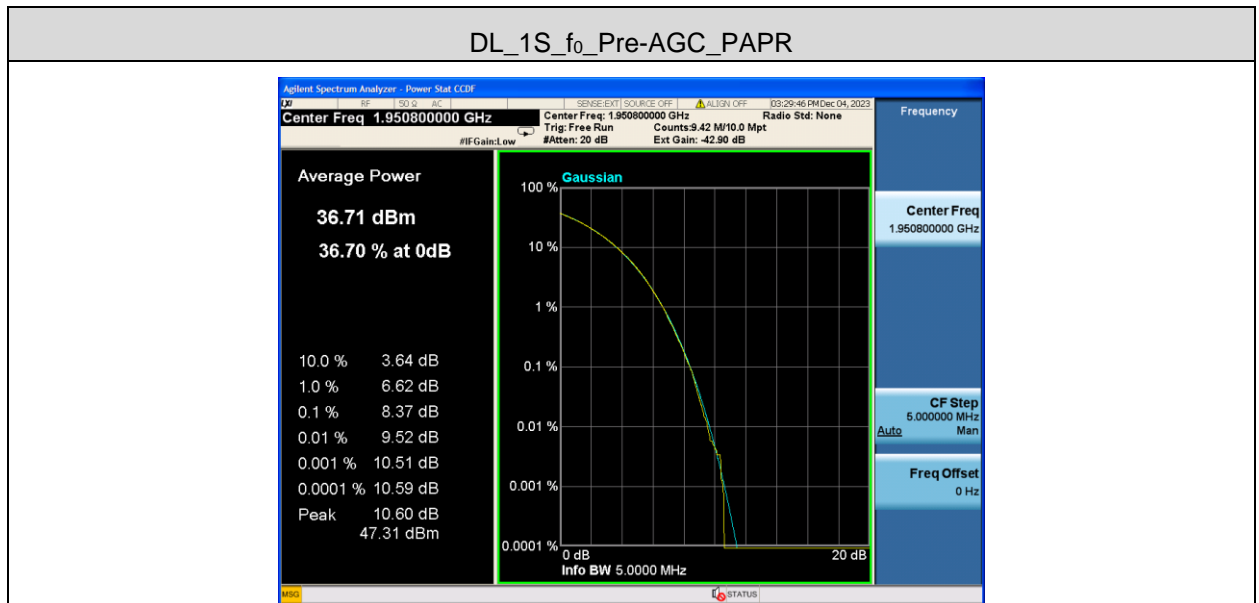 DL_1S_f0_Pre-AGC_PAPR
Agilent Spectrum Analyzer - Power Stat CCDF
LXI RF 50 Ω AC SENSE:EXT SOURCE OFF ALIGN OFF 03:29:46 PM Dec 04, 2023
Center Freq 1.950800000 GHz
Center Freq: 1.950800000 GHz Radio Std: None
Trig: Free Run Counts:9.42 M/10.0 Mpt
#IFGain:Low #Atten: 20 dB Ext Gain: -42.90 dB
Frequency
Average Power
36.71 dBm
36.70 % at 0dB
10.0 % 3.64 dB
1.0 % 6.62 dB
0.1 % 8.37 dB
0.01 % 9.52 dB
0.001 % 10.51 dB
0.0001 % 10.59 dB
Peak 10.60 dB
47.31 dBm
Gaussian
100 %
10 %
1 %
0.1 %
0.01 %
0.001 %
0.0001 %
0 dB 20 dB
Info BW 5.0000 MHz
Center Freq
1.950800000 GHz
CF Step
5.000000 MHz
Auto Man
Freq Offset
0 Hz
MSG STATUS